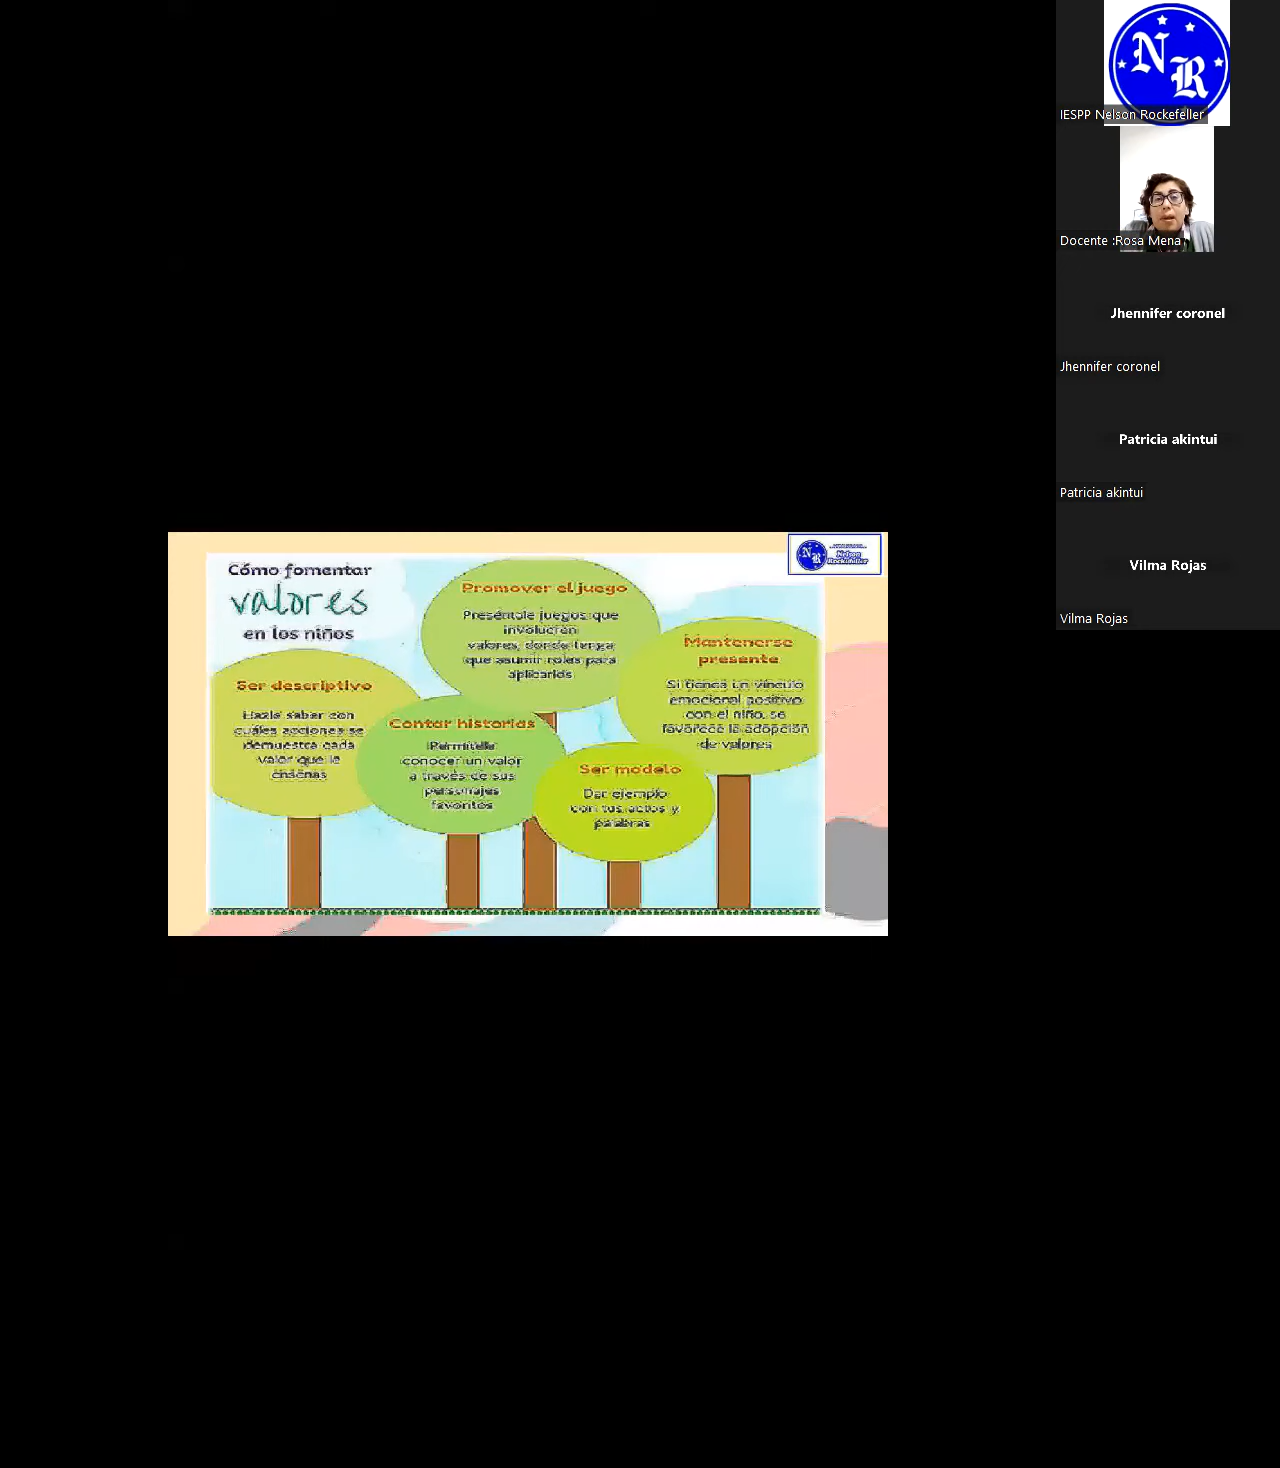 NR
IESPP Nelson Rockefeller
Docente :Rosa Mena
Jhennifer coronel
Jhennifer coronel
Patricia akintui
Patricia akintui
Vilma Rojas
Vilma Rojas
NR
Nelson
Rockefeller
Cómo fomentar
valores
en los niños
Promover el juego
Preséntale juegos que
involucren
valores, donde tenga
que asumir roles para
aplicarlos
Mantenerse
presente
Si tienes un vínculo
emocional positivo
con el niño, se
favorece la adopción
de valores
Ser descriptivo
Hazle saber con
cuáles acciones se
demuestra cada
valor que le
enseñas
Contar historias
Permítele
conocer un valor
a través de sus
personajes
favoritos
Ser modelo
Dar ejemplo
con tus actos y
palabras